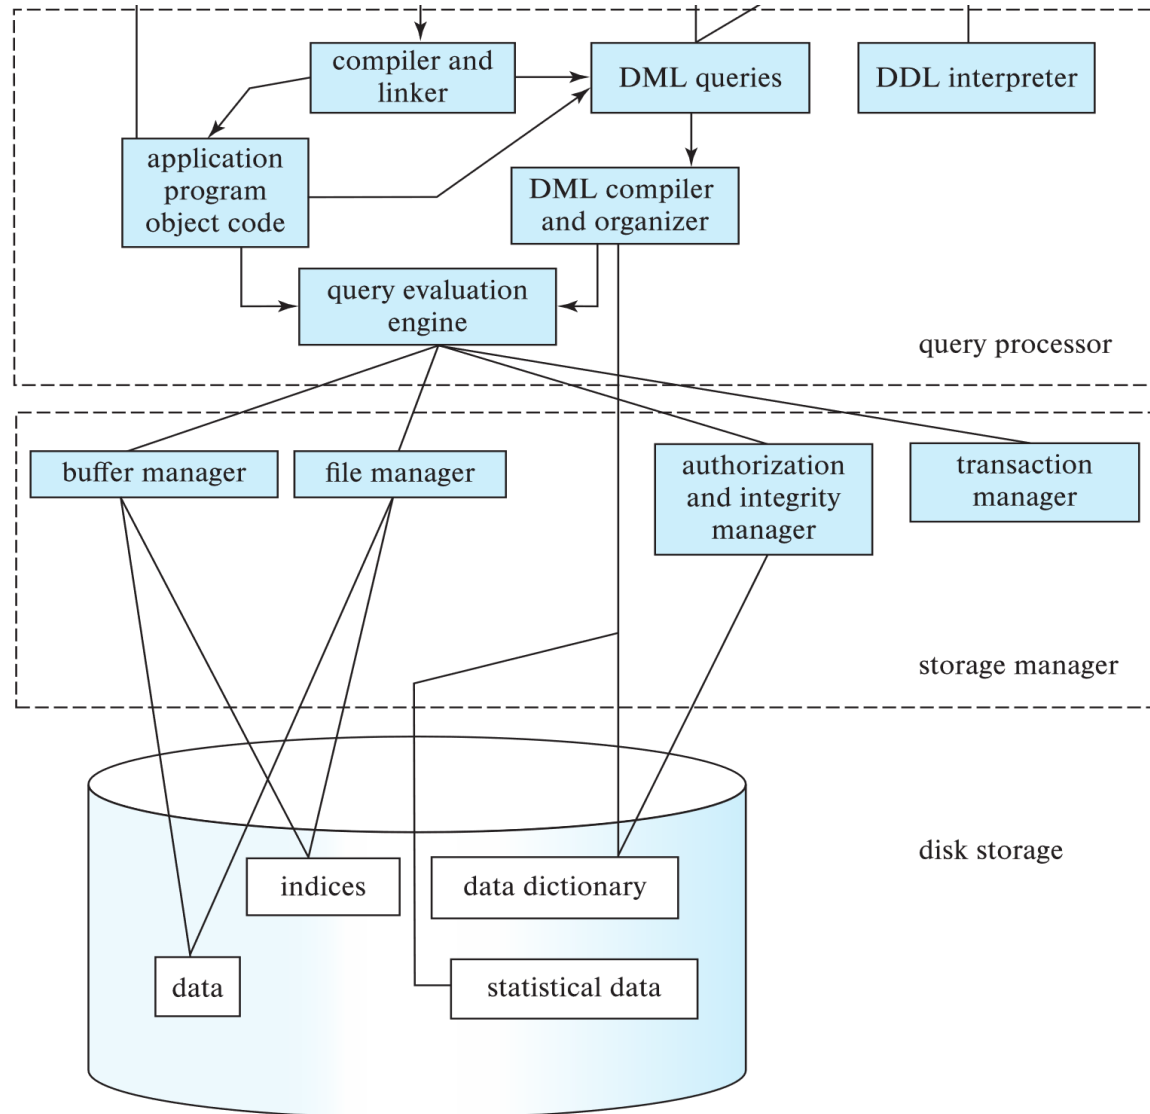 compiler and
linker
DML queries
DDL interpreter
application
program
object code
DML compiler
and organizer
query evaluation
engine
query processor
buffer manager
file manager
authorization
and integrity
manager
transaction
manager
storage manager
disk storage
indices
data dictionary
data
statistical data